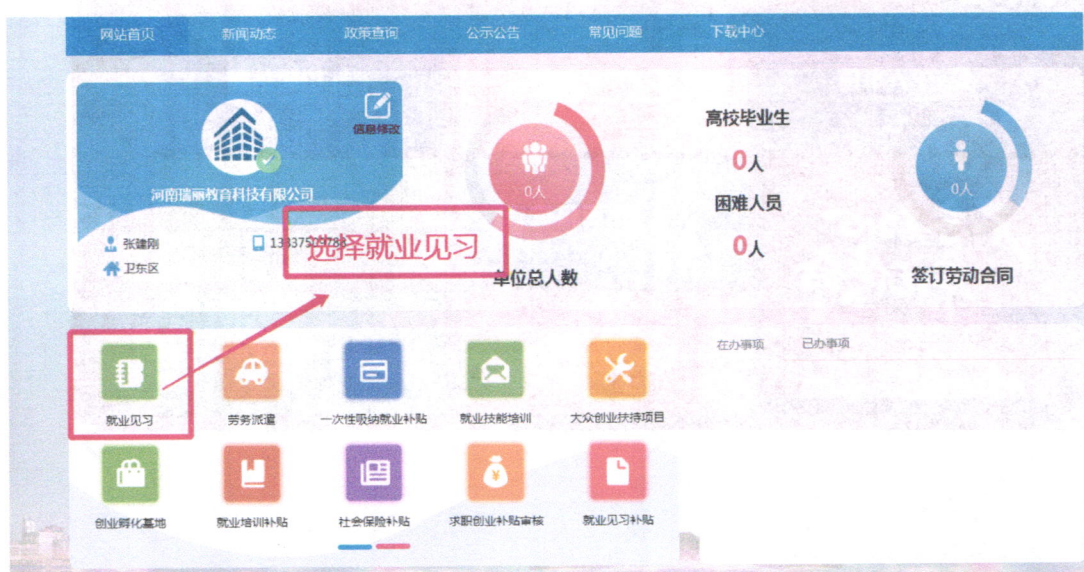 网站首页 新闻动态 政策查询 公示公告 常见问题 下载中心
信息修改
河南瑞丽教育科技有限公司
张建刚
卫东区
选择就业见习
0人
单位总人数
高校毕业生
0人
困难人员
0人
0人
签订劳动合同
就业见习 劳务派遣 一次性吸纳就业补贴 就业技能培训 大众创业扶持项目
创业孵化基地 就业培训补贴 社会保险补贴 求职创业补贴审核 就业见习补贴
在办事项 已办事项